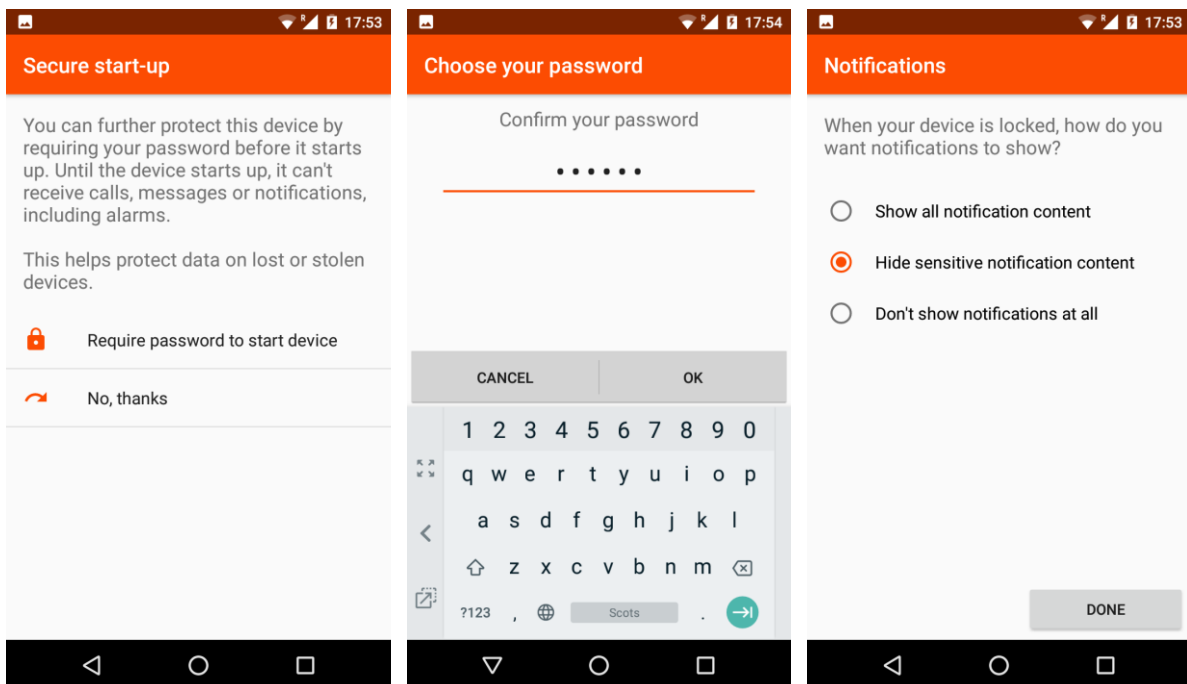 17:53
Secure start-up
You can further protect this device by
requiring your password before it starts
up. Until the device starts up, it can't
receive calls, messages or notifications,
including alarms.
This helps protect data on lost or stolen
devices.
Require password to start device
No, thanks
R 17:54
Choose your password
Confirm your password
••••••
CANCEL OK
1 2 3 4 5 6 7 8 9 0
q w e r t y u i o p
a s d f g h j k l
z x c v b n m
?123 , Scots .
R 17:53
Notifications
When your device is locked, how do you
want notifications to show?
Show all notification content
Hide sensitive notification content
Don't show notifications at all
DONE